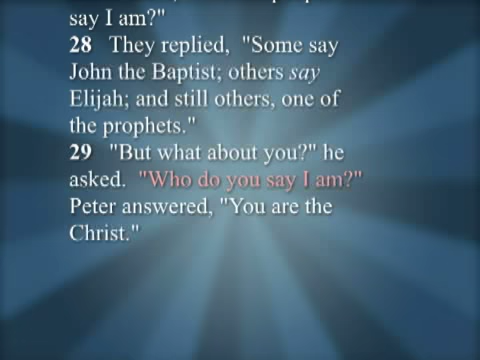 say I am?"
28 They replied, "Some say
John the Baptist; others say
Elijah; and still others, one of
the prophets."
29 "But what about you?" he
asked. "Who do you say I am?"
Peter answered, "You are the
Christ."